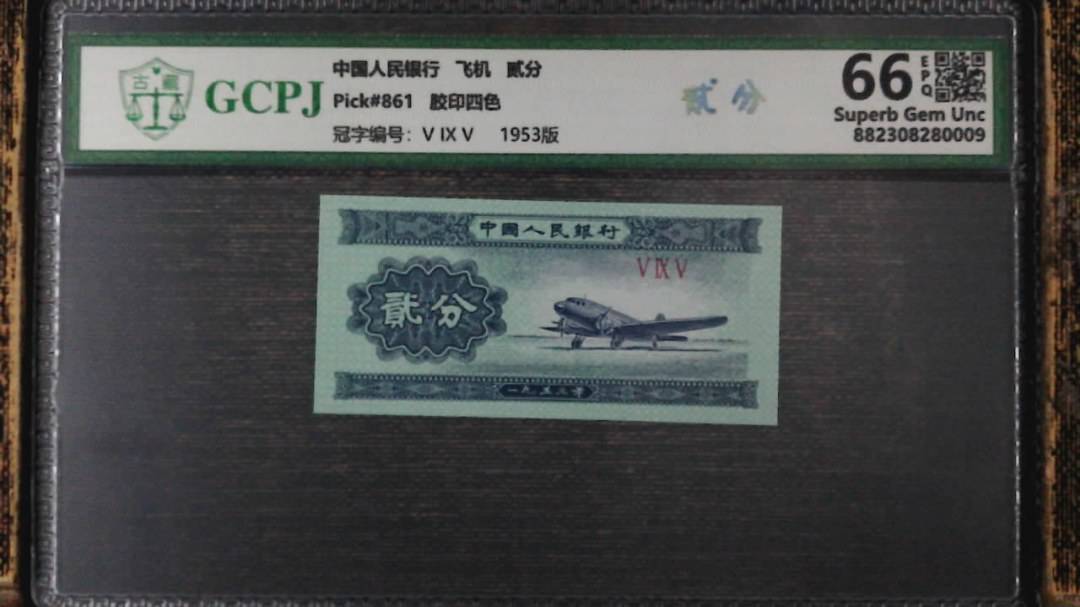 古藏
GCPJ
中国人民银行 飞机 贰分
Pick#861 胶印四色
冠字编号: V IX V 1953版
贰分
66 EPQ
Superb Gem Unc
882308280009
中國人民銀行
V IX V
貳分
一九五三年